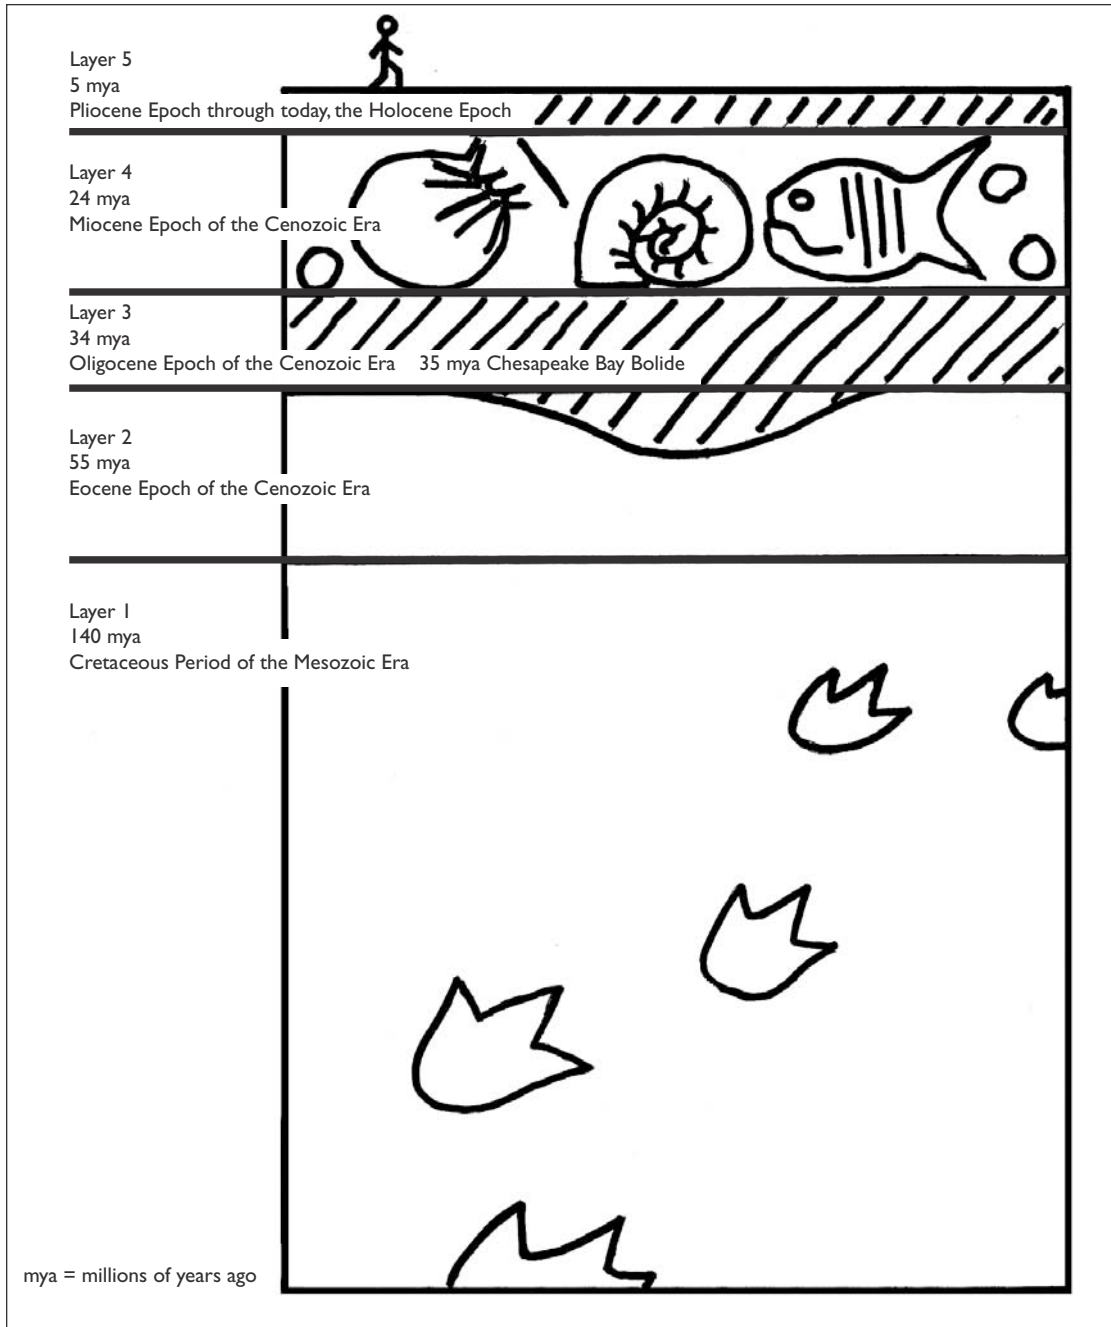 Layer 5
5 mya
Pliocene Epoch through today, the Holocene Epoch
Layer 4
24 mya
Miocene Epoch of the Cenozoic Era
Layer 3
34 mya
Oligocene Epoch of the Cenozoic Era 35 mya Chesapeake Bay Bolide
Layer 2
55 mya
Eocene Epoch of the Cenozoic Era
Layer 1
140 mya
Cretaceous Period of the Mesozoic Era
mya = millions of years ago